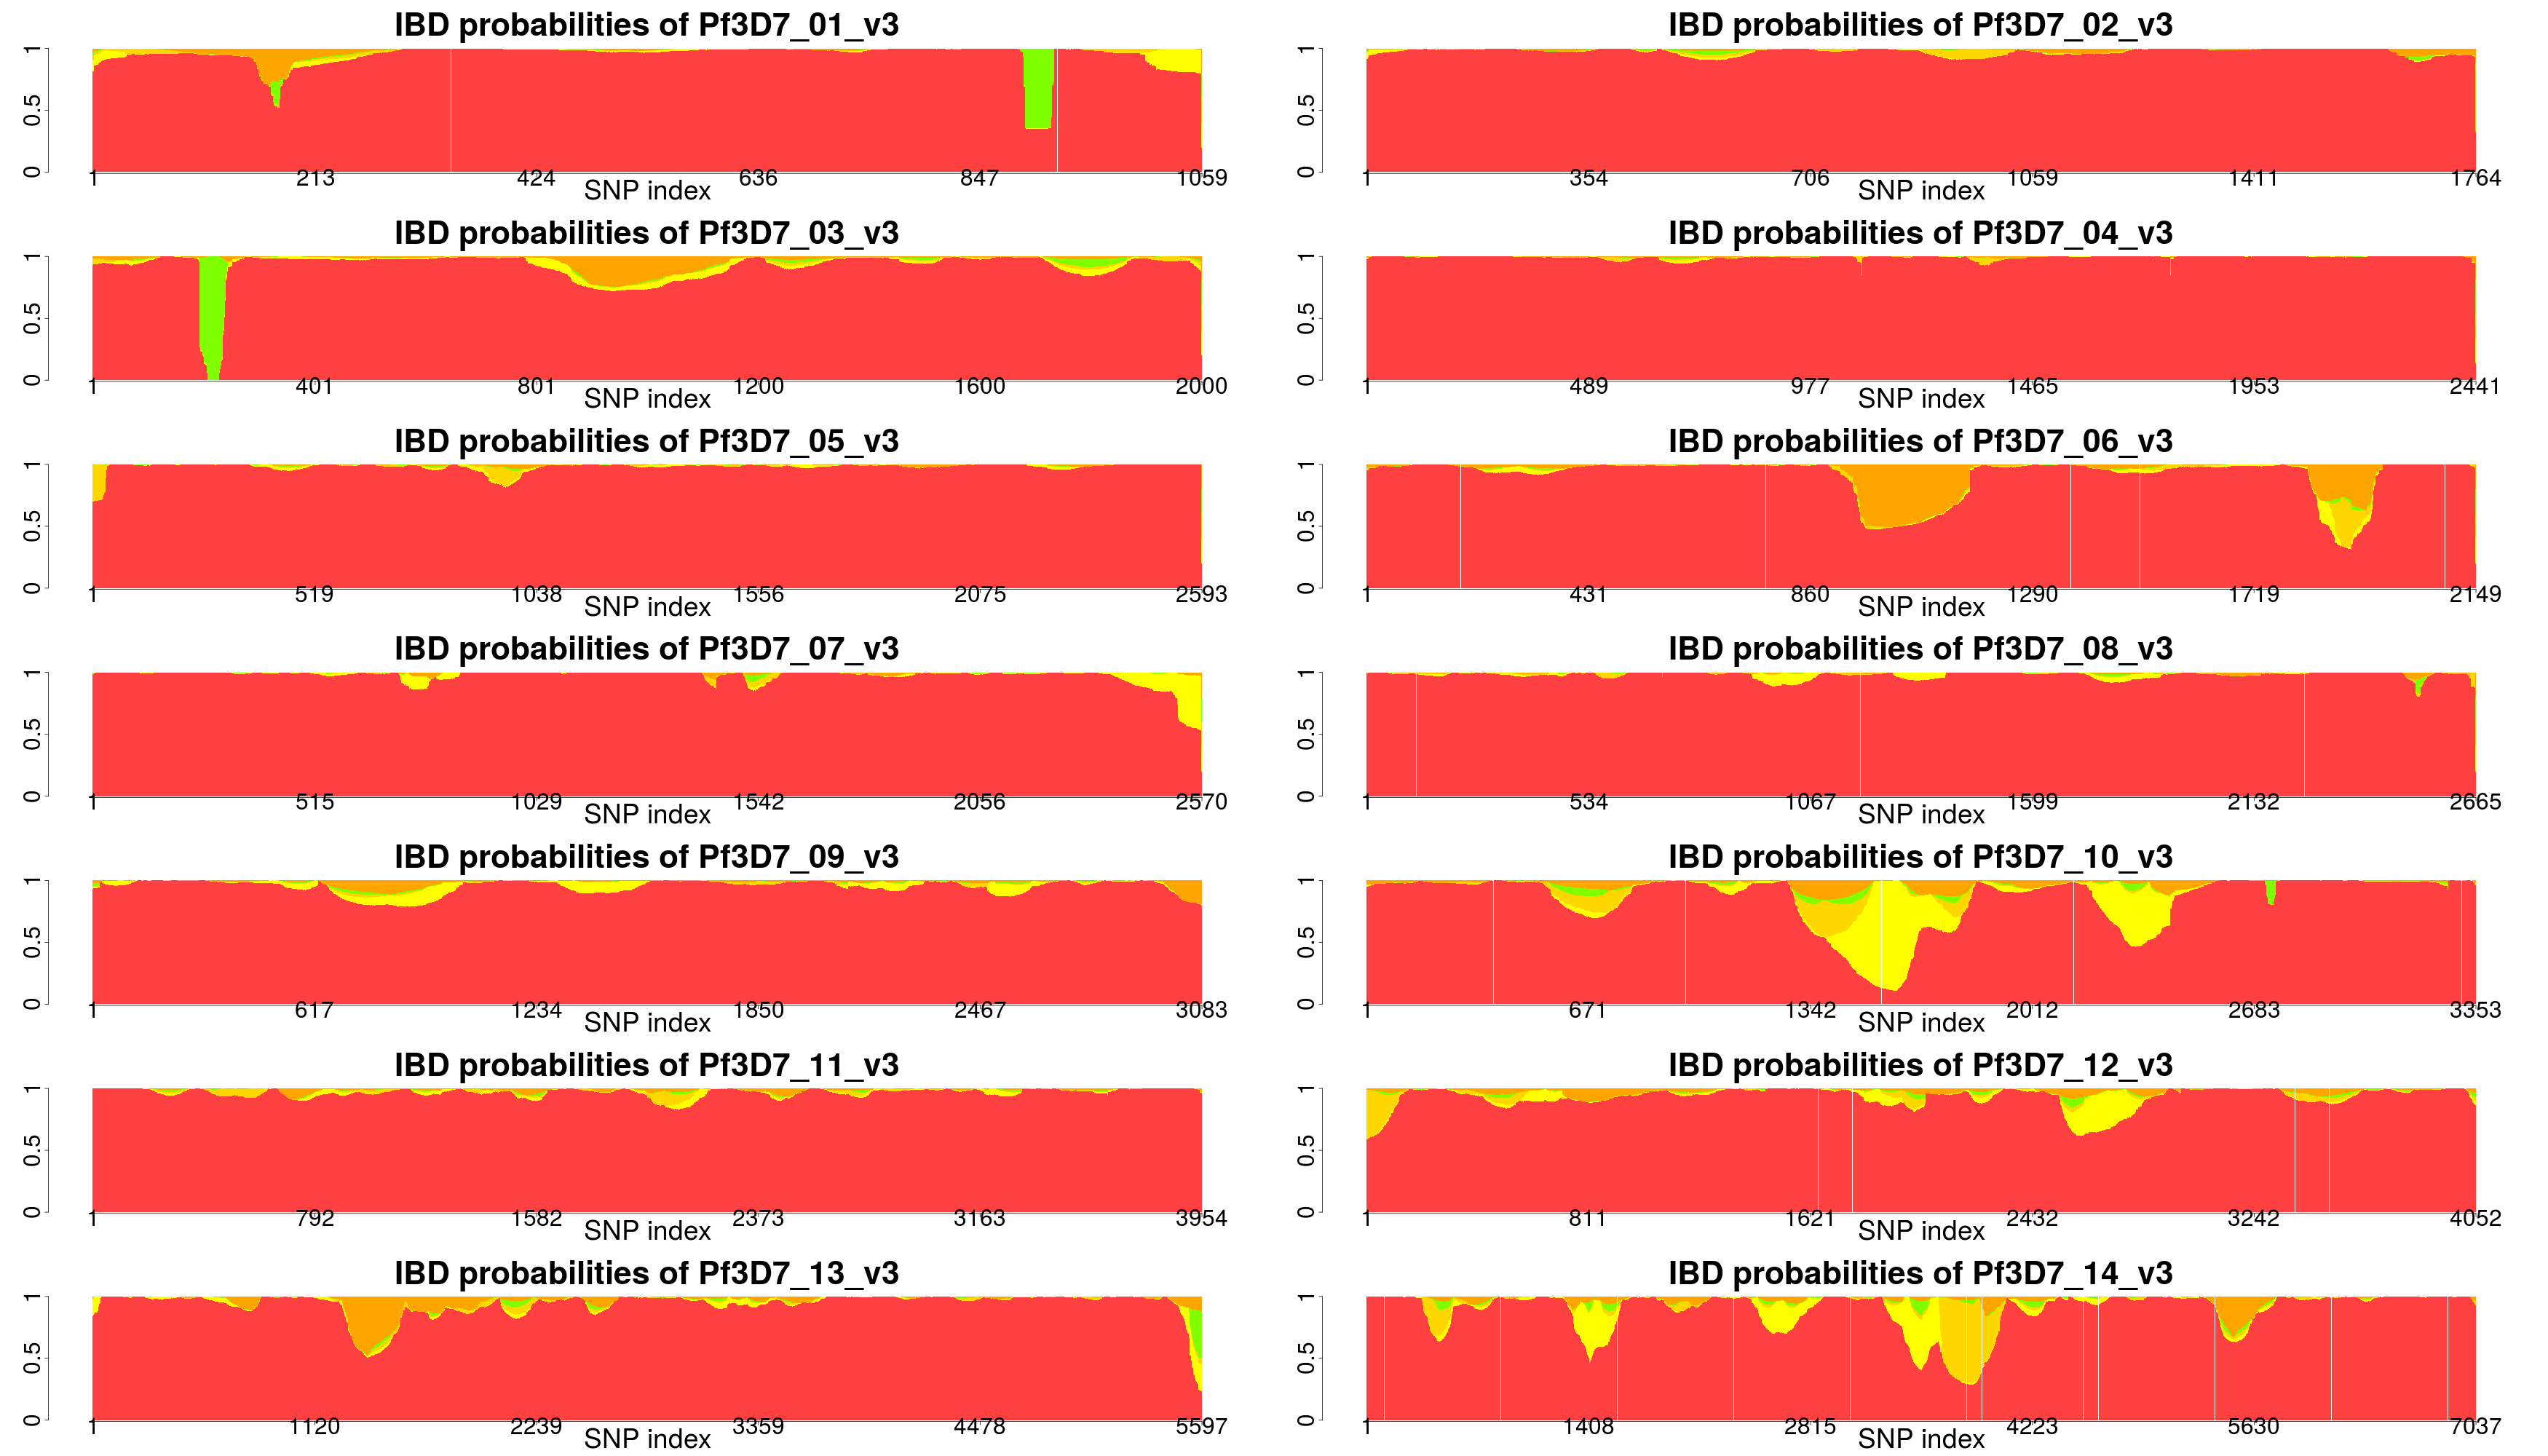 IBD probabilities of Pf3D7_01_v3
0 0.5 1
1 213 424 636 847 1059
SNP index
IBD probabilities of Pf3D7_02_v3
0 0.5 1
1 354 706 1059 1411 1764
SNP index
IBD probabilities of Pf3D7_03_v3
0 0.5 1
1 401 801 1200 1600 2000
SNP index
IBD probabilities of Pf3D7_04_v3
0 0.5 1
1 489 977 1465 1953 2441
SNP index
IBD probabilities of Pf3D7_05_v3
0 0.5 1
1 519 1038 1556 2075 2593
SNP index
IBD probabilities of Pf3D7_06_v3
0 0.5 1
1 431 860 1290 1719 2149
SNP index
IBD probabilities of Pf3D7_07_v3
0 0.5 1
1 515 1029 1542 2056 2570
SNP index
IBD probabilities of Pf3D7_08_v3
0 0.5 1
1 534 1067 1599 2132 2665
SNP index
IBD probabilities of Pf3D7_09_v3
0 0.5 1
1 617 1234 1850 2467 3083
SNP index
IBD probabilities of Pf3D7_10_v3
0 0.5 1
1 671 1342 2012 2683 3353
SNP index
IBD probabilities of Pf3D7_11_v3
0 0.5 1
1 792 1582 2373 3163 3954
SNP index
IBD probabilities of Pf3D7_12_v3
0 0.5 1
1 811 1621 2432 3242 4052
SNP index
IBD probabilities of Pf3D7_13_v3
0 0.5 1
1 1120 2239 3359 4478 5597
SNP index
IBD probabilities of Pf3D7_14_v3
0 0.5 1
1 1408 2815 4223 5630 7037
SNP index